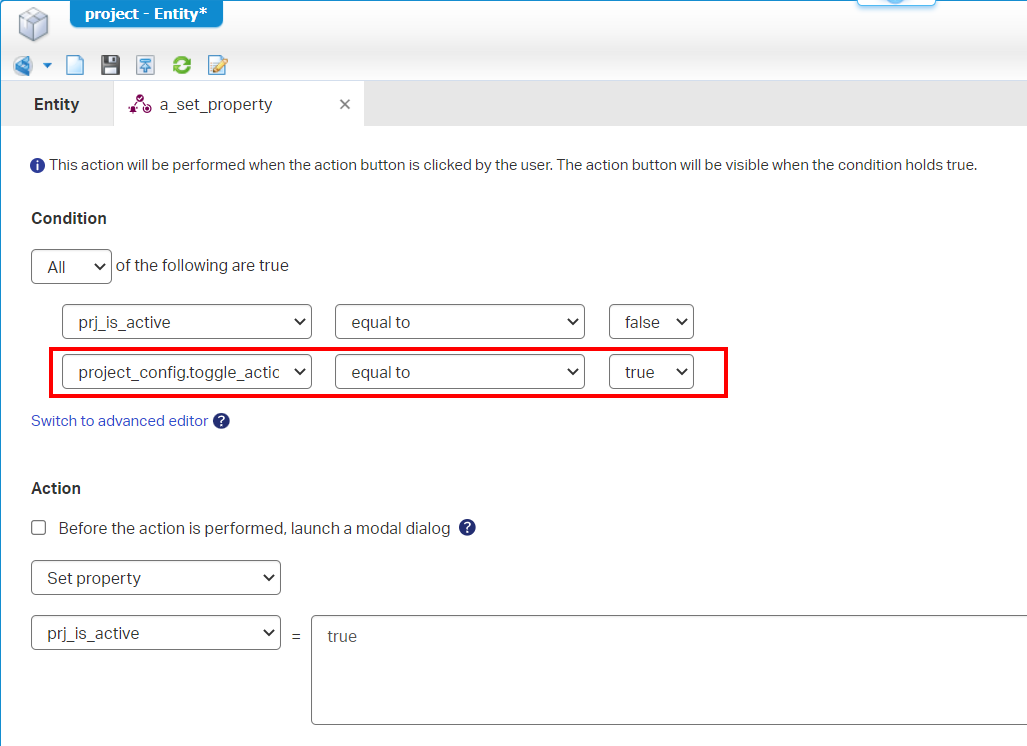 project - Entity*
Entity
a_set_property
This action will be performed when the action button is clicked by the user. The action button will be visible when the condition holds true.
Condition
All of the following are true
prj_is_active equal to false
project_config.toggle_actic equal to true
Switch to advanced editor ?
Action
Before the action is performed, launch a modal dialog ?
Set property
prj_is_active = true